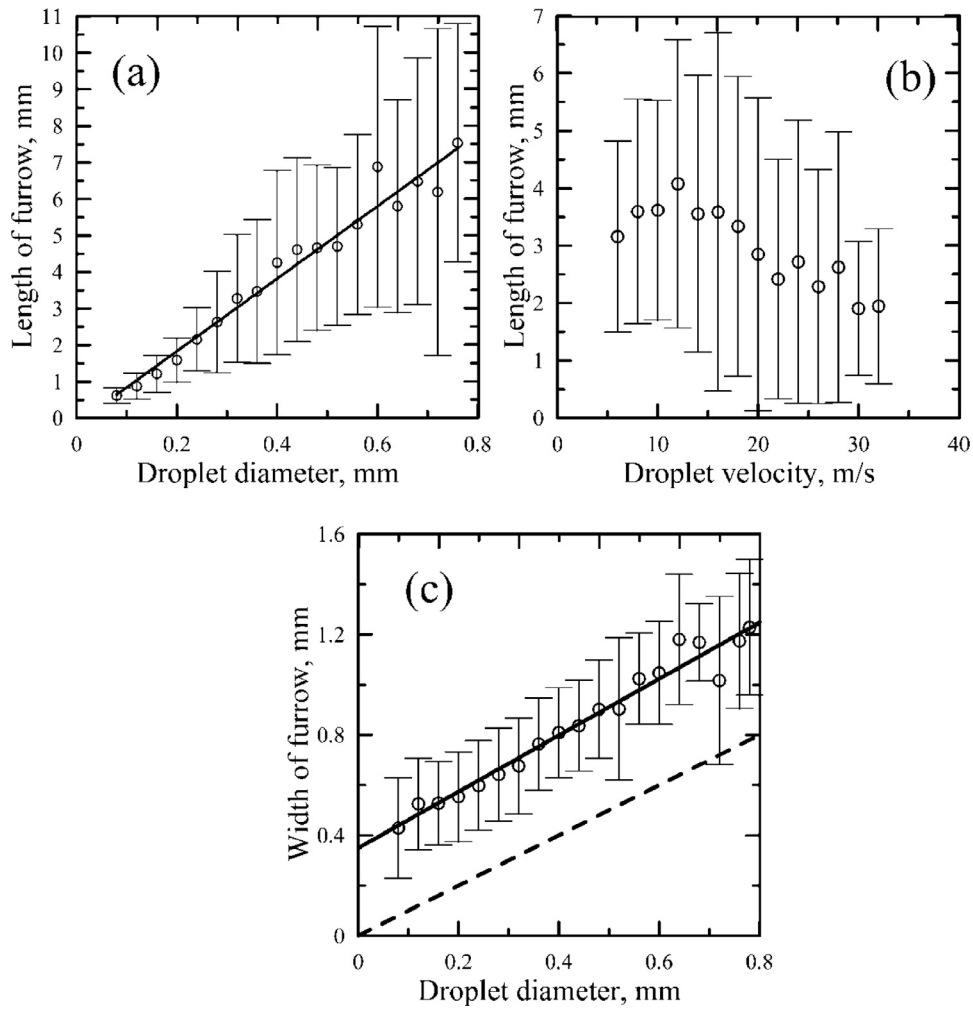 11
10
9
8
7
6
5
4
3
2
1
0
Length of furrow, mm
(a)
0 0.2 0.4 0.6 0.8
Droplet diameter, mm
7
6
5
4
3
2
1
0
Length of furrow, mm
(b)
0 10 20 30 40
Droplet velocity, m/s
1.6
1.2
0.8
0.4
0
Width of furrow, mm
(c)
0 0.2 0.4 0.6 0.8
Droplet diameter, mm